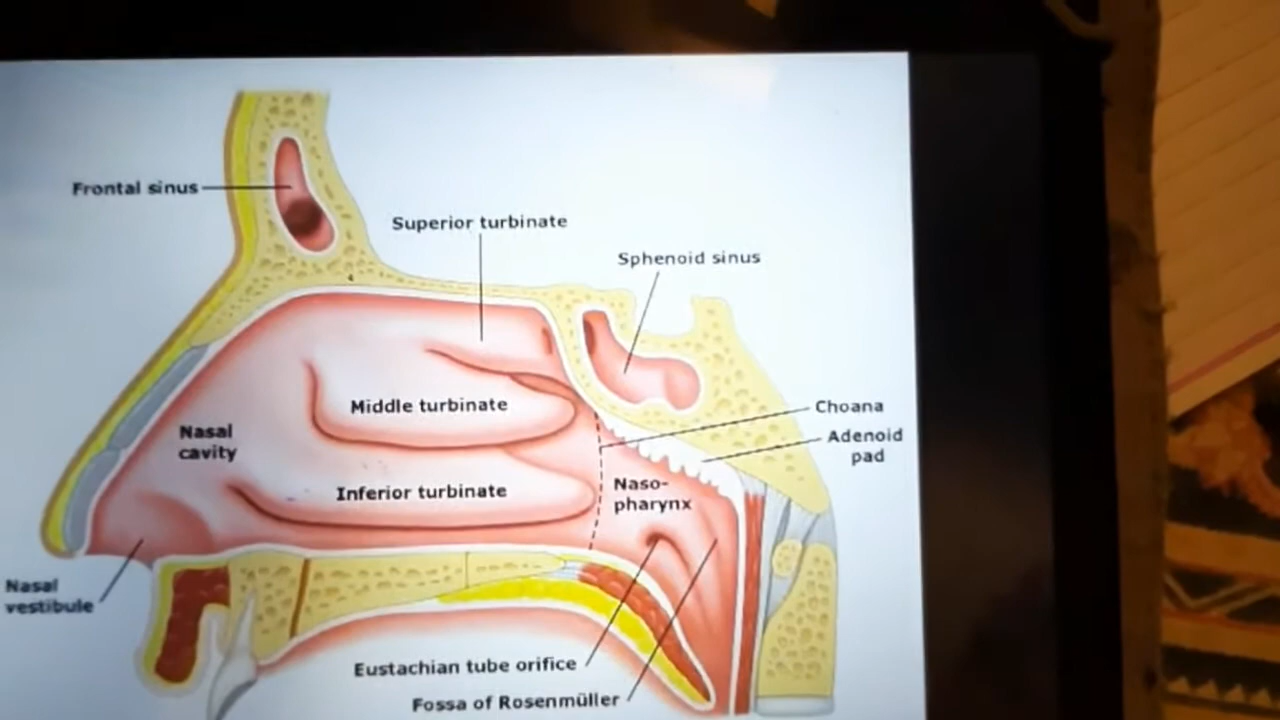 Frontal sinus
Superior turbinate
Sphenoid sinus
Middle turbinate
Choana
Nasal
cavity
Adenoid
pad
Inferior turbinate
Naso-
pharynx
Nasal
vestibule
Eustachian tube orifice
Fossa of Rosenmüller